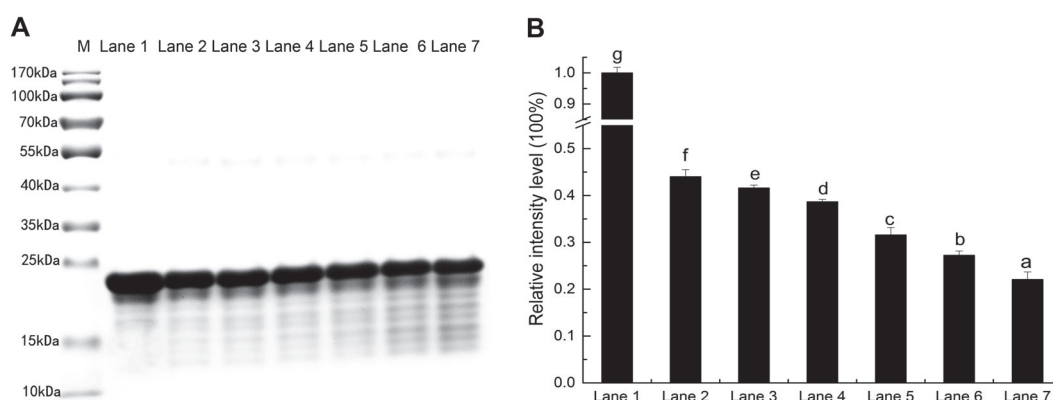 A
M Lane 1 Lane 2 Lane 3 Lane 4 Lane 5 Lane 6 Lane 7
170kDa
100kDa
70kDa
55kDa
40kDa
35kDa
25kDa
15kDa
10kDa
B
Relative intensity level (100%)
1.0
0.9
0.5
0.4
0.3
0.2
0.1
0.0
g
f
e
d
c
b
a
Lane 1 Lane 2 Lane 3 Lane 4 Lane 5 Lane 6 Lane 7